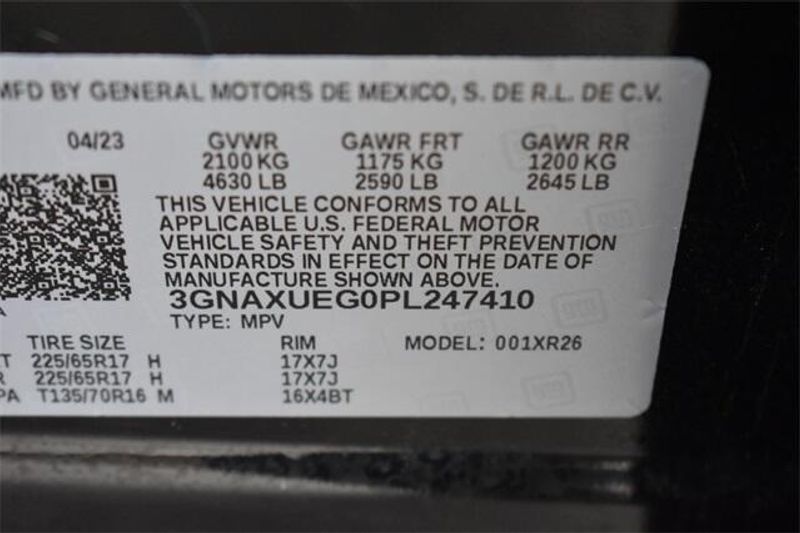 MFD BY GENERAL MOTORS DE MEXICO, S. DE R.L. DE C.V.
04/23 GVWR GAWR FRT GAWR RR
2100 KG 1175 KG 1200 KG
4630 LB 2590 LB 2645 LB
THIS VEHICLE CONFORMS TO ALL
APPLICABLE U.S. FEDERAL MOTOR
VEHICLE SAFETY AND THEFT PREVENTION
STANDARDS IN EFFECT ON THE DATE OF
MANUFACTURE SHOWN ABOVE.
3GNAXUEG0PL247410
TYPE: MPV
TIRE SIZE RIM MODEL: 001XR26
T 225/65R17 H 17X7J
R 225/65R17 H 17X7J
PA T135/70R16 M 16X4BT